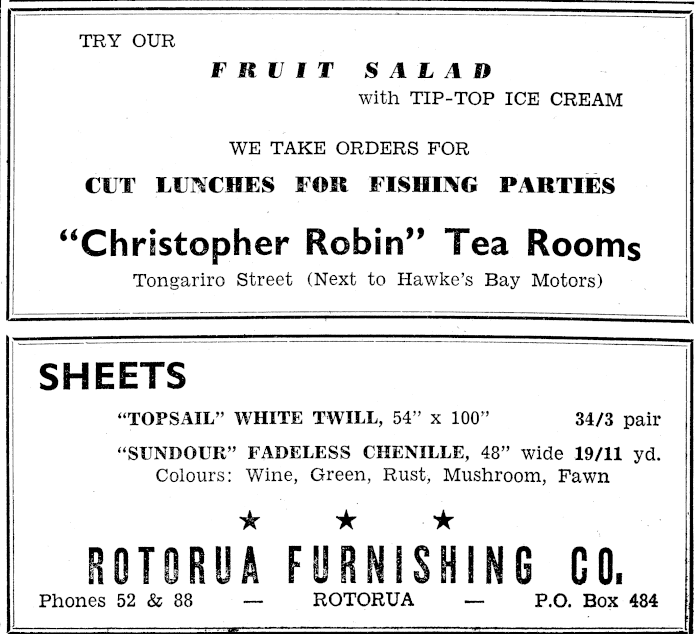 TRY OUR
FRUIT SALAD
with TIP-TOP ICE CREAM
WE TAKE ORDERS FOR
CUT LUNCHES FOR FISHING PARTIES
"Christopher Robin" Tea Rooms
Tongariro Street (Next to Hawke's Bay Motors)
SHEETS
"TOPSAIL" WHITE TWILL, 54" x 100" 34/3 pair
"SUNDOUR" FADELESS CHENILLE, 48" wide 19/11 yd.
Colours: Wine, Green, Rust, Mushroom, Fawn
★ ★ ★
ROTORUA FURNISHING CO.
Phones 52 & 88 — ROTORUA — P.O. Box 484